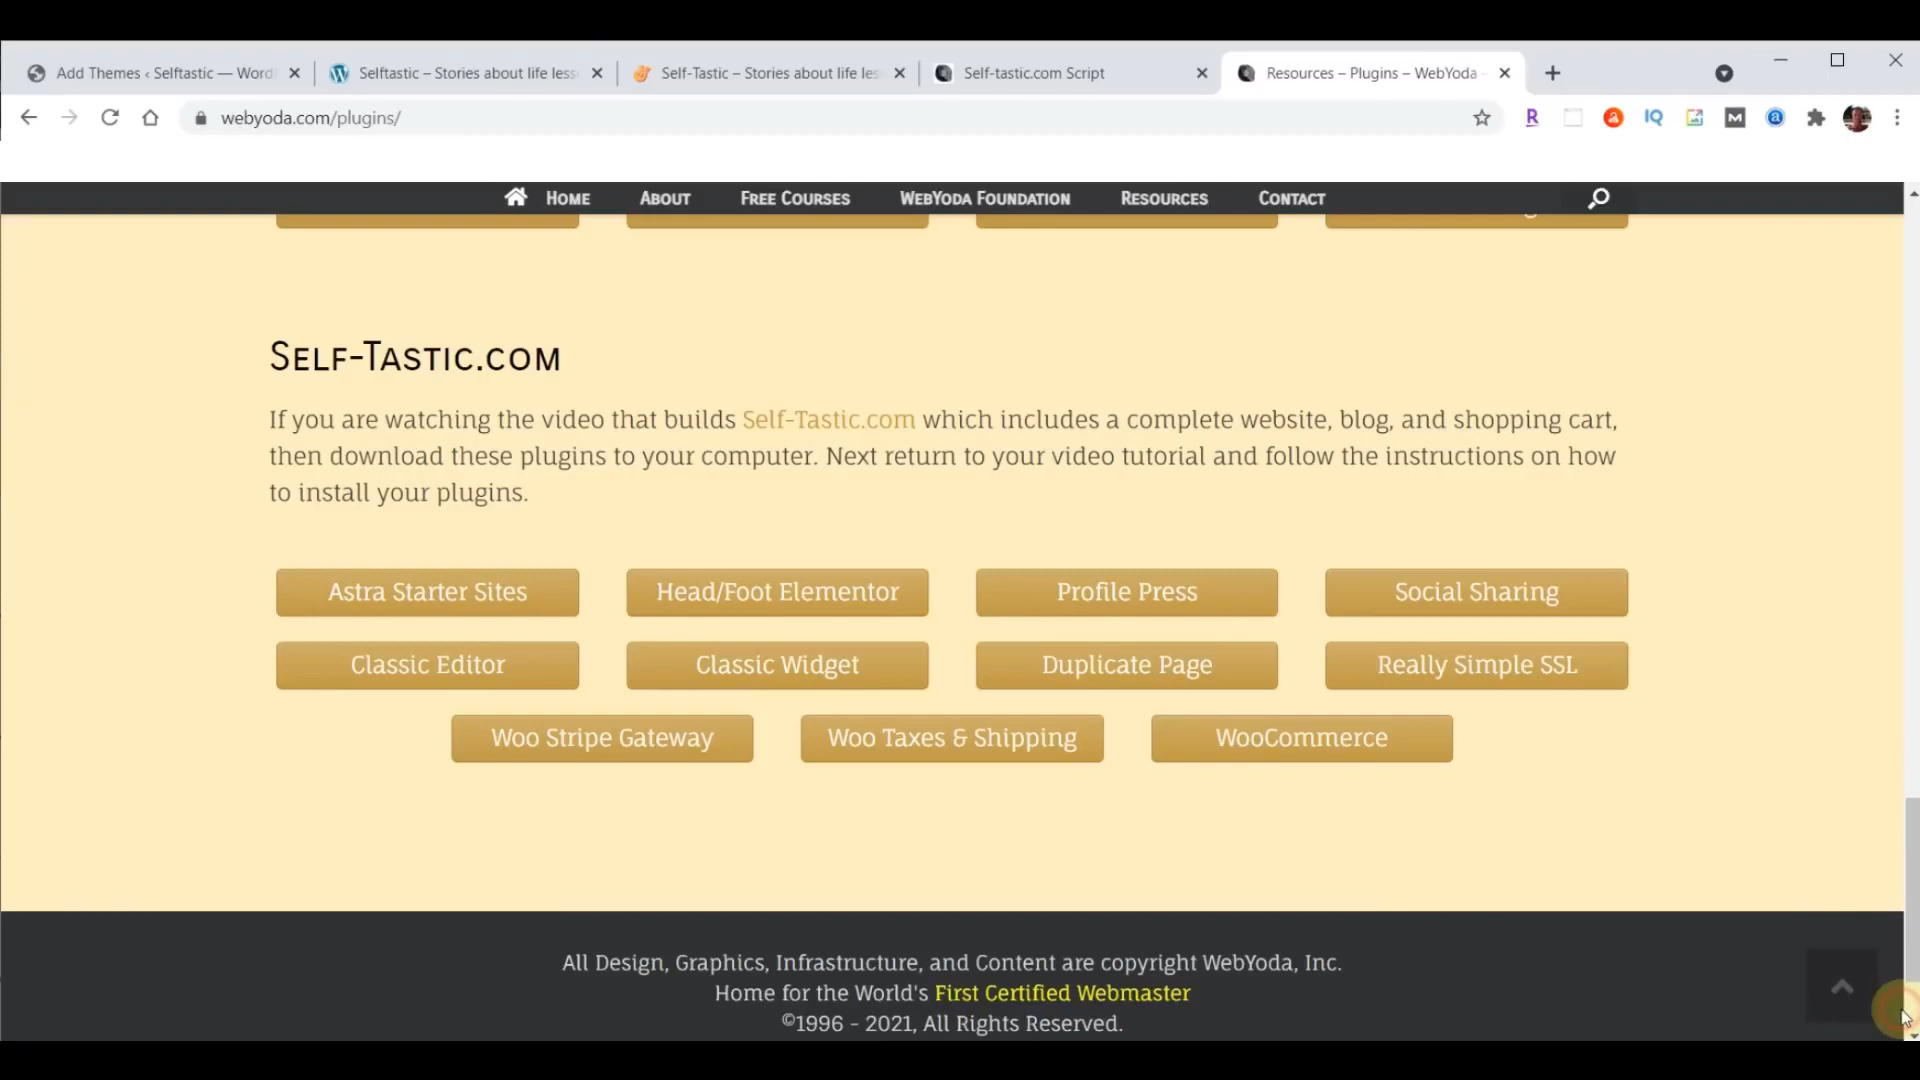 Add Themes ‹ Selftastic — Word
Selftastic – Stories about life less
Self-Tastic – Stories about life les
Self-tastic.com Script
Resources – Plugins – WebYoda –
webyoda.com/plugins/
Home
About
Free Courses
WebYoda Foundation
Resources
Contact
Self-Tastic.com
If you are watching the video that builds Self-Tastic.com which includes a complete website, blog, and shopping cart,
then download these plugins to your computer. Next return to your video tutorial and follow the instructions on how
to install your plugins.
Astra Starter Sites
Head/Foot Elementor
Profile Press
Social Sharing
Classic Editor
Classic Widget
Duplicate Page
Really Simple SSL
Woo Stripe Gateway
Woo Taxes & Shipping
WooCommerce
All Design, Graphics, Infrastructure, and Content are copyright WebYoda, Inc.
Home for the World's First Certified Webmaster
©1996 - 2021, All Rights Reserved.